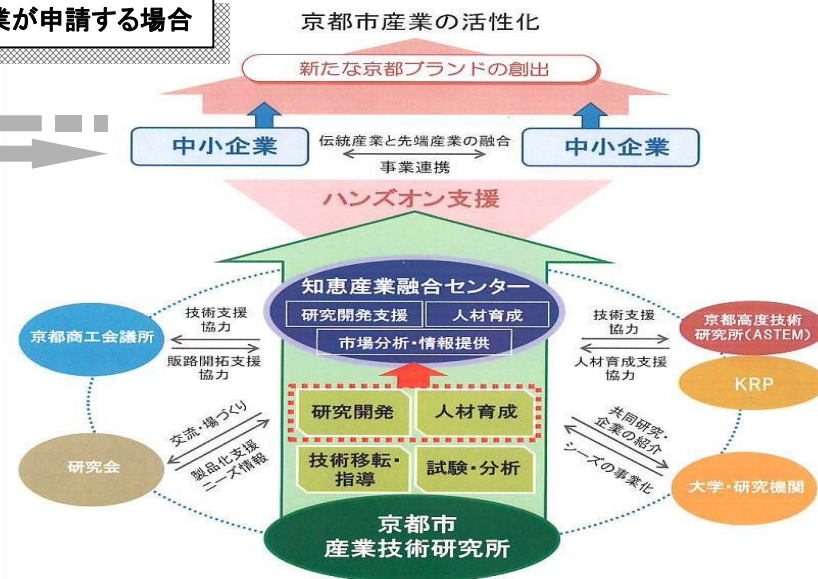 業が申請する場合
京都市産業の活性化
新たな京都ブランドの創出
中小企業
伝統産業と先端産業の融合
事業連携
中小企業
ハンズオン支援
知恵産業融合センター
研究開発支援
人材育成
市場分析・情報提供
京都商工会議所
技術支援
協力
販路開拓支援
協力
技術支援
協力
人材育成支援
協力
京都高度技術
研究所(ASTEM)
KRP
研究開発
人材育成
技術移転・
指導
試験・分析
研究会
交流・場づくり
製品化支援
ニーズ情報
共同研究・
企業の紹介
シーズの事業化
大学・研究機関
京都市
産業技術研究所